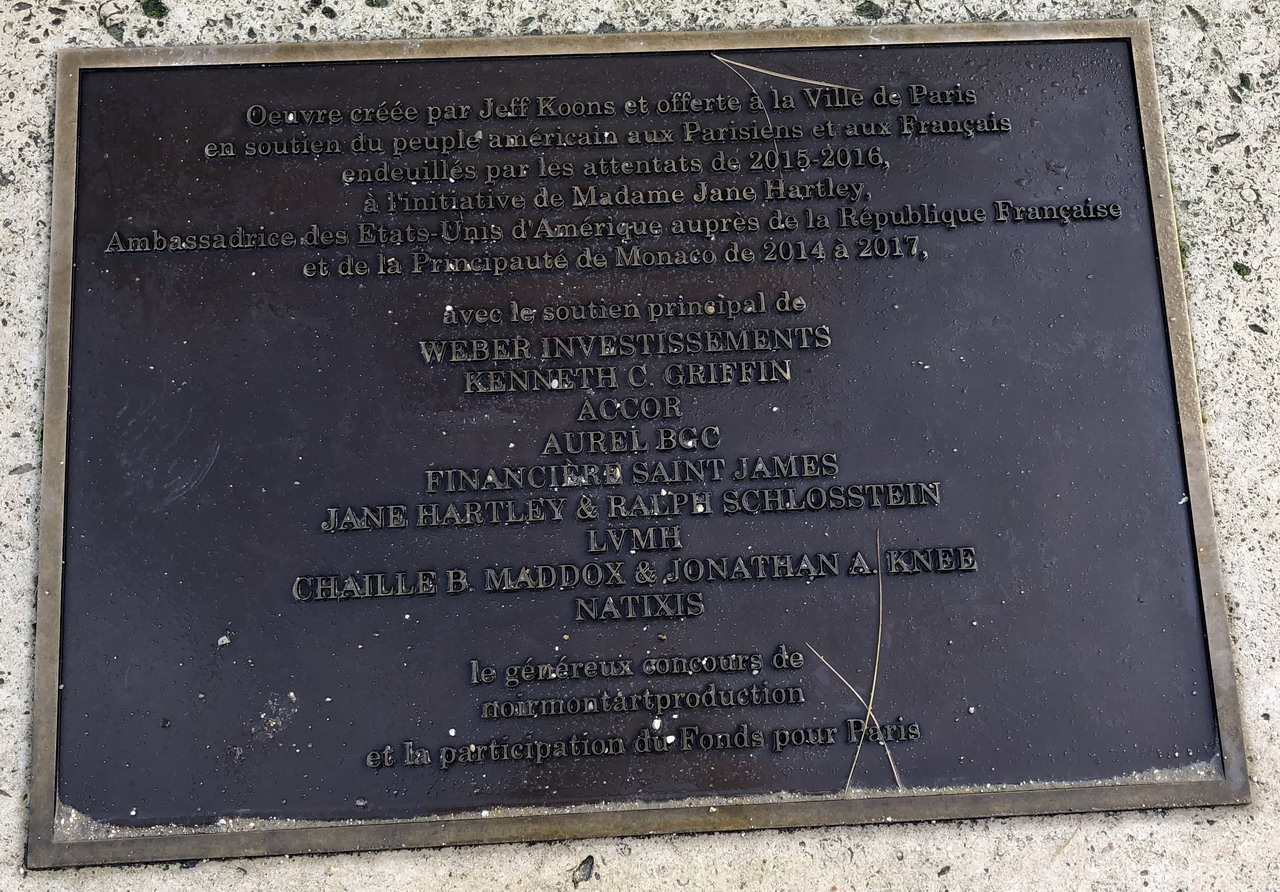 Oeuvre créée par Jeff Koons et offerte à la Ville de Paris
en soutien du peuple américain aux Parisiens et aux Français
endeuillés par les attentats de 2015-2016,
à l'initiative de Madame Jane Hartley,
Ambassadrice des Etats-Unis d'Amérique auprès de la République Française
et de la Principauté de Monaco de 2014 à 2017,
avec le soutien principal de
WEBER INVESTISSEMENTS
KENNETH C. GRIFFIN
ACCOR
AUREL BGC
FINANCIÈRE SAINT JAMES
JANE HARTLEY & RALPH SCHLOSSTEIN
LVMH
CHAILLE B. MADDOX & JONATHAN A. KNEE
NATIXIS
le généreux concours de
noirmontartproduction
et la participation du Fonds pour Paris